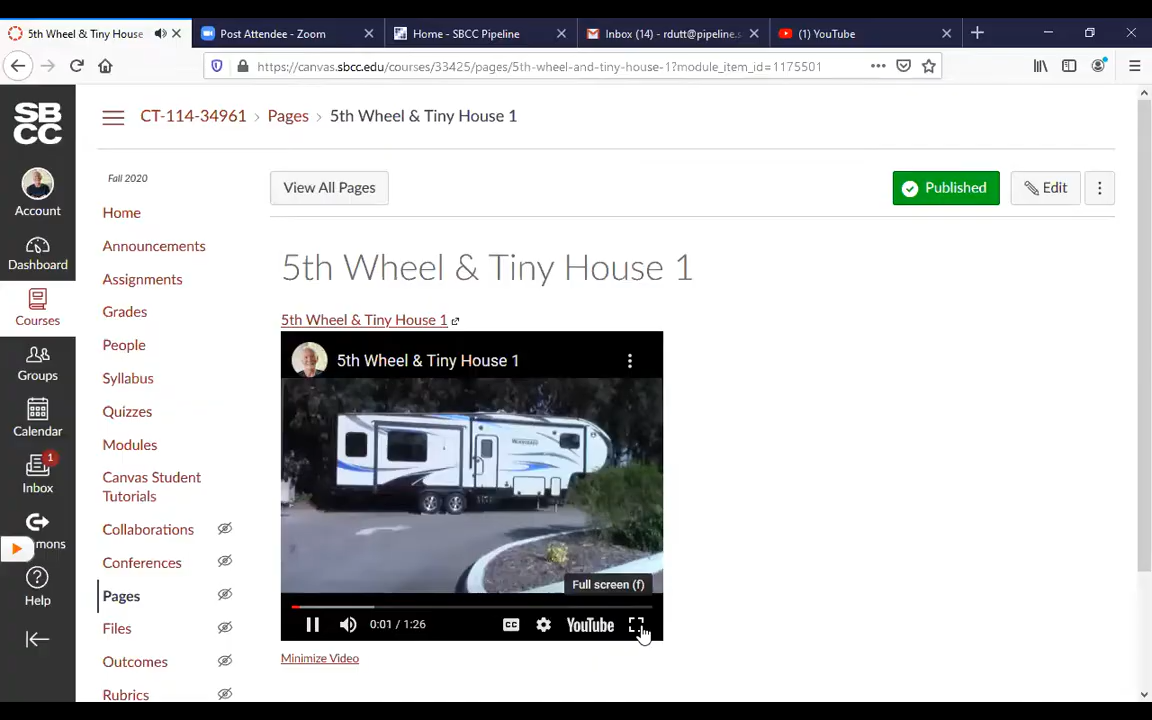 5th Wheel & Tiny House
Post Attendee - Zoom
Home - SBCC Pipeline
Inbox (14) - rdutt@pipeline.s
(1) YouTube
https://canvas.sbcc.edu/courses/33425/pages/5th-wheel-and-tiny-house-1?module_item_id=1175501
SB
CC
CT-114-34961 › Pages › 5th Wheel & Tiny House 1
Fall 2020
View All Pages
Published
Edit
Account
Dashboard
Courses
Groups
Calendar
1
Inbox
mons
Help
Home
Announcements
Assignments
Grades
People
Syllabus
Quizzes
Modules
Canvas Student
Tutorials
Collaborations
Conferences
Pages
Files
Outcomes
Rubrics
5th Wheel & Tiny House 1
5th Wheel & Tiny House 1
5th Wheel & Tiny House 1
Full screen (f)
0:01 / 1:26
CC
YouTube
Minimize Video